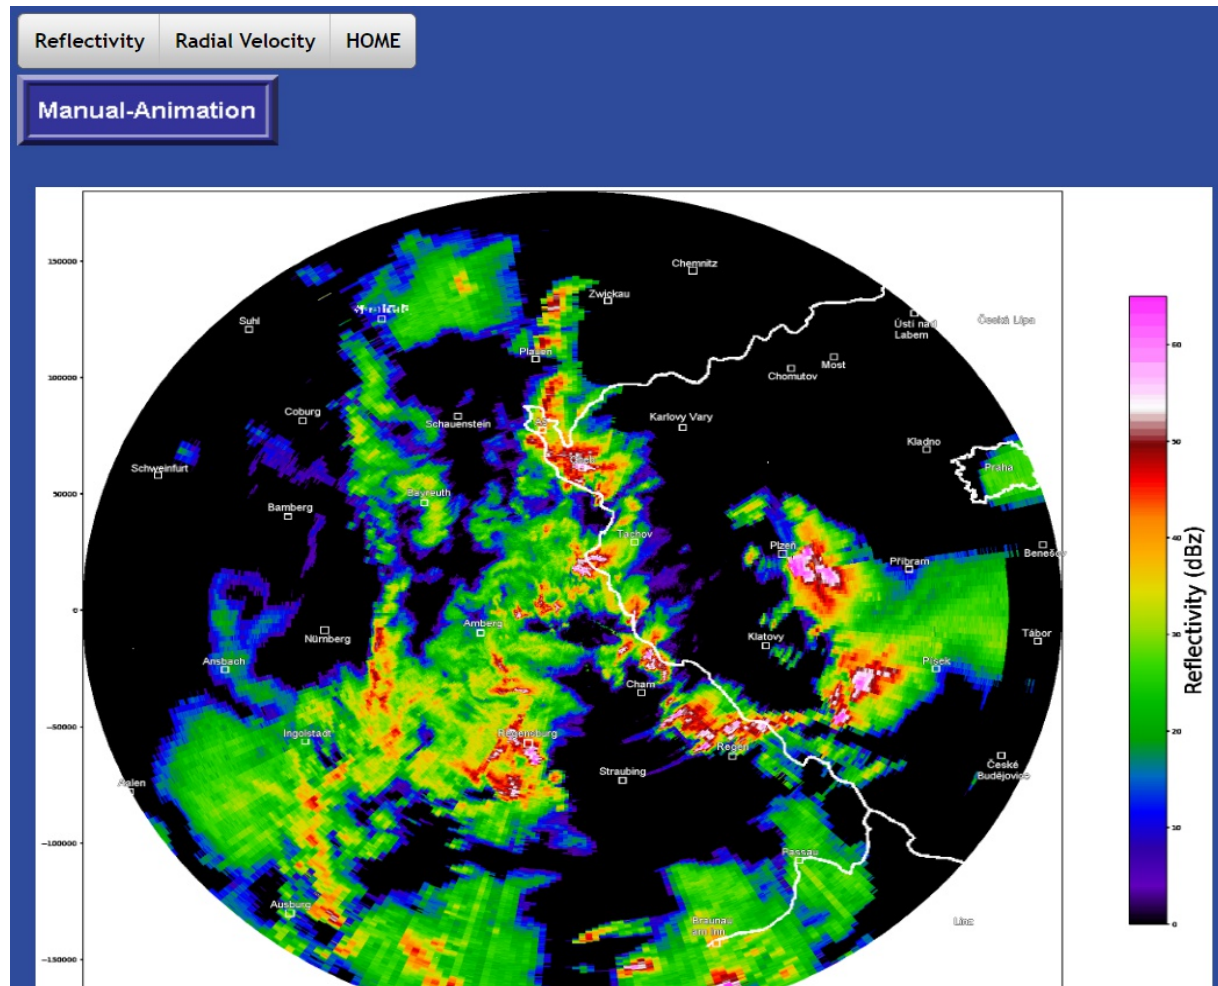 Reflectivity Radial Velocity HOME
Manual-Animation
150000
100000
50000
0
−50000
−100000
−150000
Chemnitz
Zwickau
Suhl
Ústí nad
Labem
Česká Lípa
Plauen
Most
Chomutov
Coburg
Schauenstein
Karlovy Vary
Kladno
Schweinfurt
Praha
Bayreuth
Bamberg
Tachov
Plzeň
Benešov
Příbram
Amberg
Nürnberg
Klatovy
Tábor
Ansbach
Písek
Cham
Ingolstadt
Regensburg
Regen
Straubing
České
Budějovice
Aalen
Passau
Ausburg
Braunau
am Inn
Linz
60
50
40
30
20
10
0
Reflectivity (dBz)